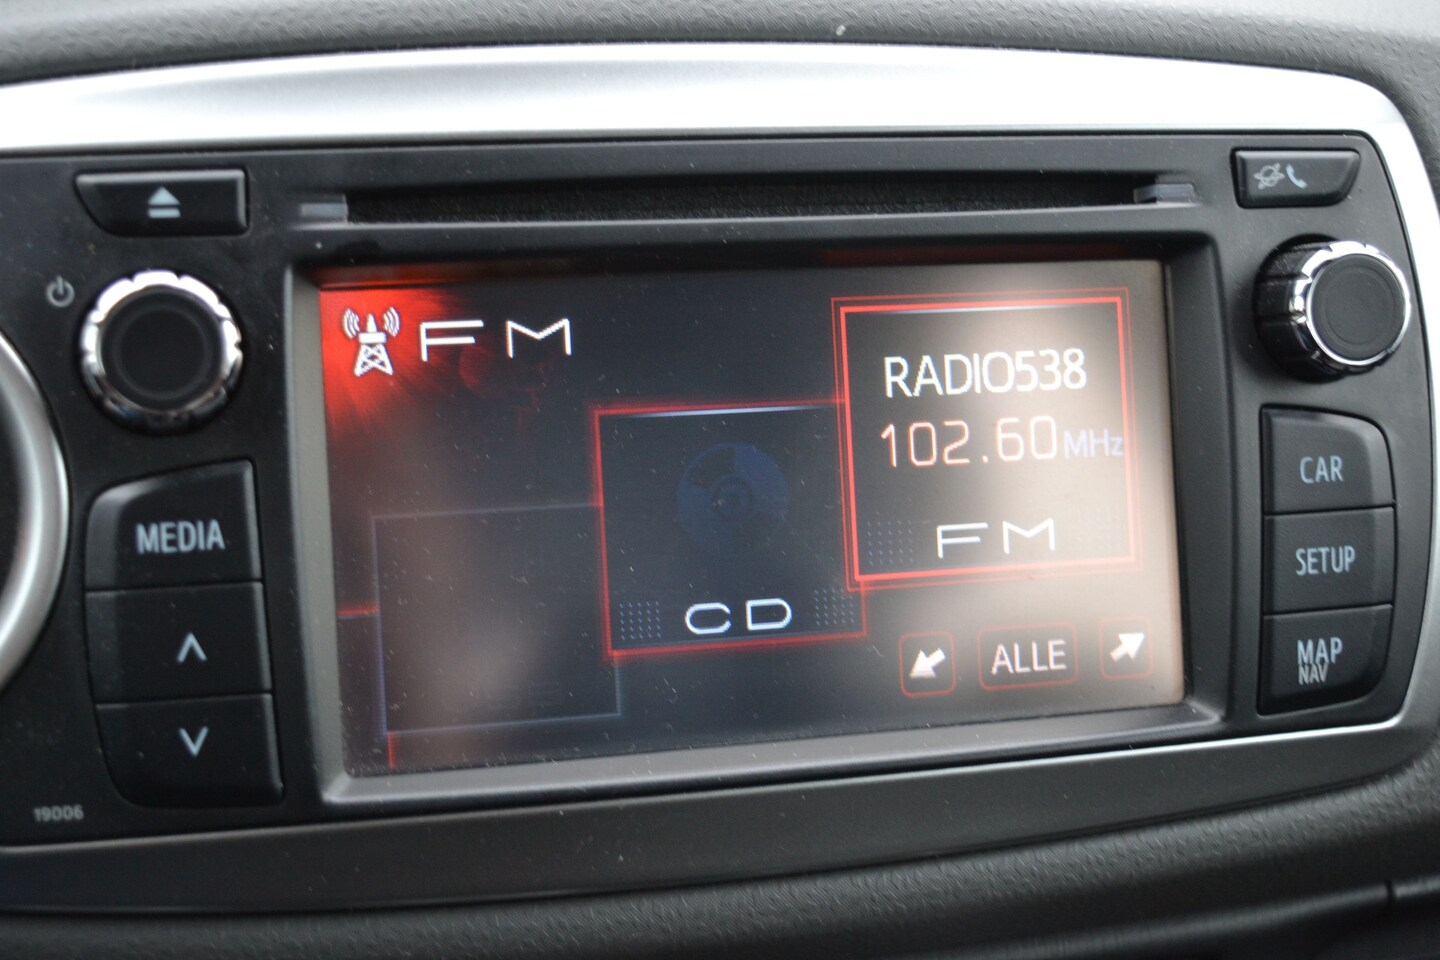 FM
RADIO538
102.60MHz
FM
CD
ALLE
MEDIA
CAR
SETUP
MAP
NAV
19006